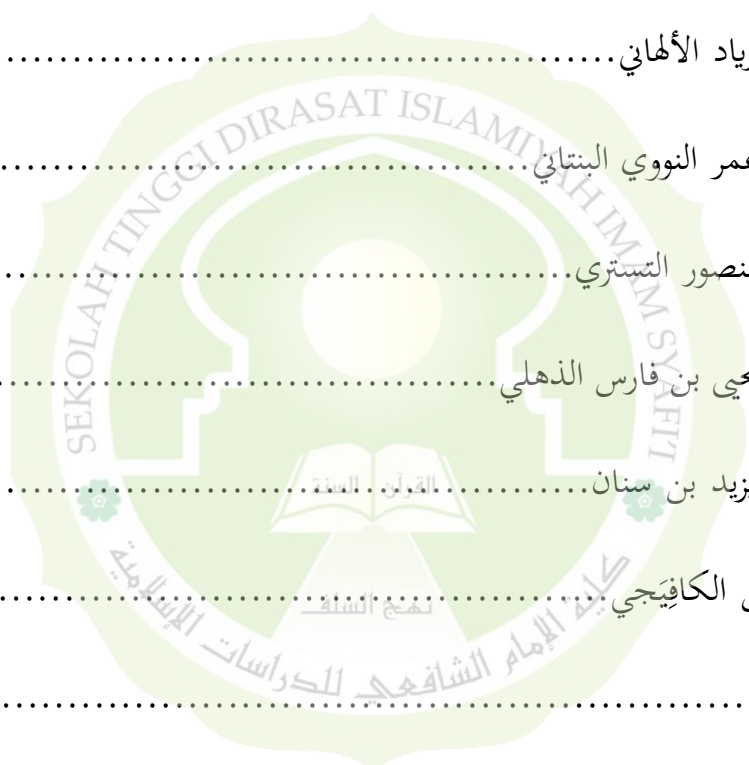 زياد الألهاني..............................................
عمر النووي البنتاني..............................................
منصور التستري..............................................
يحيى بن فارس الذهلي..............................................
يزيد بن سنان..............................................
الكافِيَجي..............................................
..............................................
SEKOLAH TINGGI DIRASAT ISLAMIYAH IMAM SYAFI'I
القرآن السنة
نهج السلف
كلية الإمام الشافعي للدراسات الإسلامية